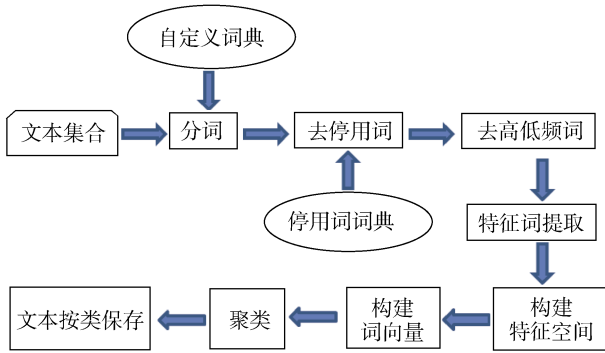 自定义词典
文本集合
分词
去停用词
去高低频词
停用词词典
特征词提取
构建
特征空间
构建
词向量
聚类
文本按类保存